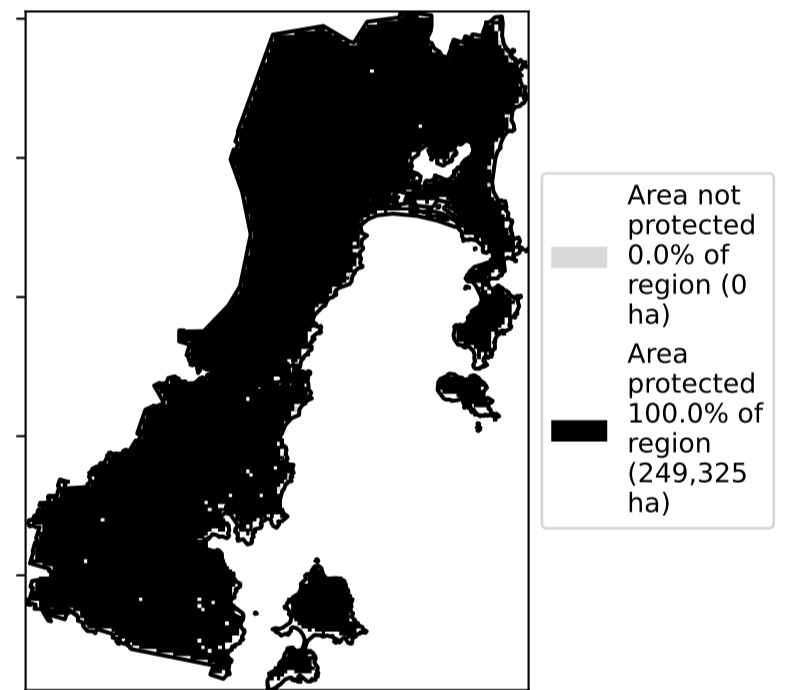 Area not
protected
0.0% of
region (0
ha)
Area
protected
100.0% of
region
(249,325
ha)